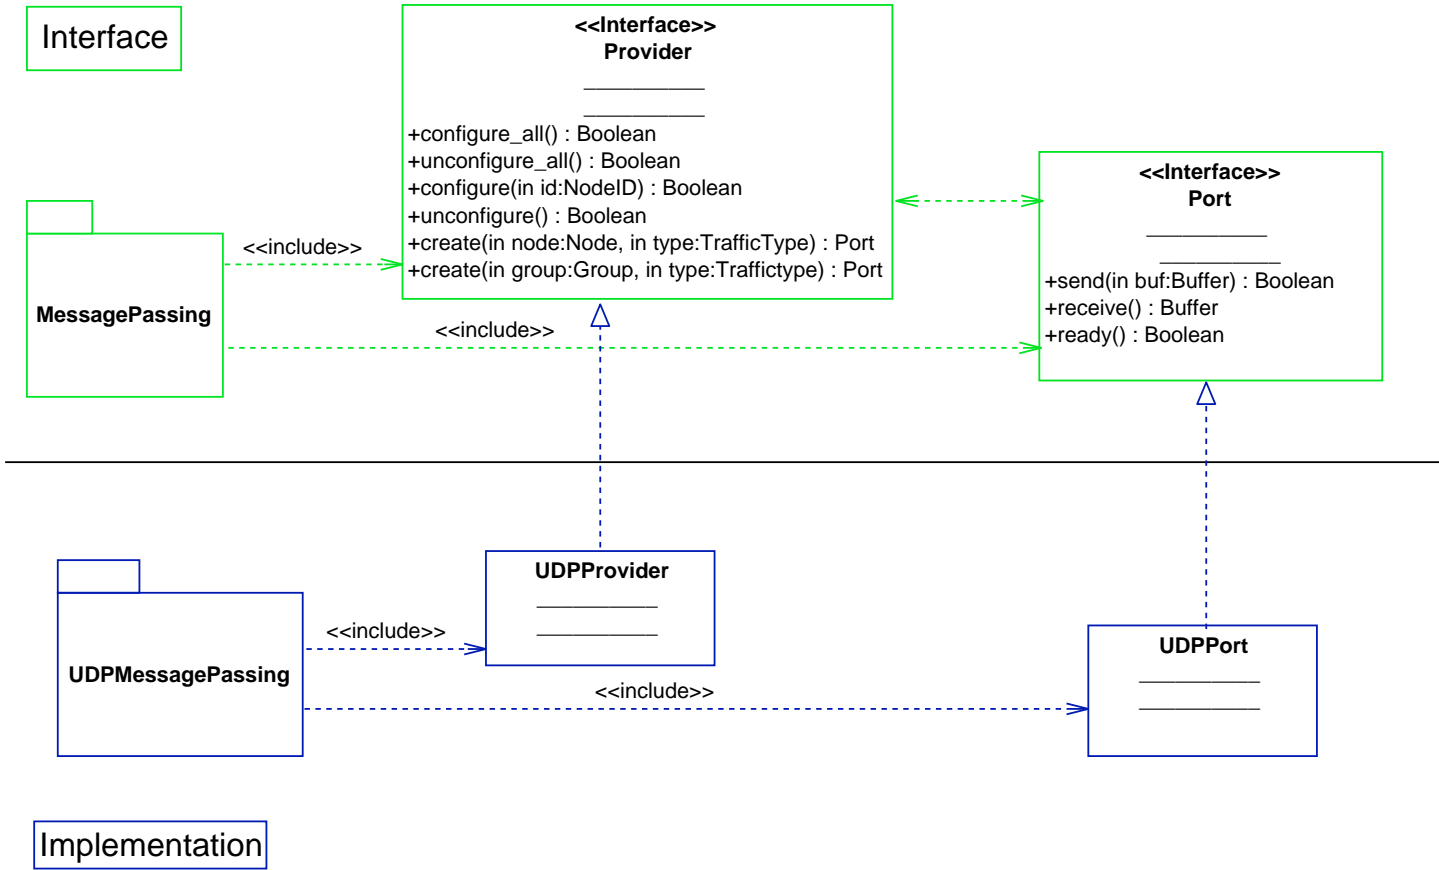 Interface
<<Interface>>
Provider
+configure_all() : Boolean
+unconfigure_all() : Boolean
+configure(in id:NodeID) : Boolean
+unconfigure() : Boolean
+create(in node:Node, in type:TrafficType) : Port
+create(in group:Group, in type:Traffictype) : Port
<<Interface>>
Port
+send(in buf:Buffer) : Boolean
+receive() : Buffer
+ready() : Boolean
<<include>>
MessagePassing
<<include>>
UDPProvider
<<include>>
UDPMessagePassing
<<include>>
UDPPort
Implementation